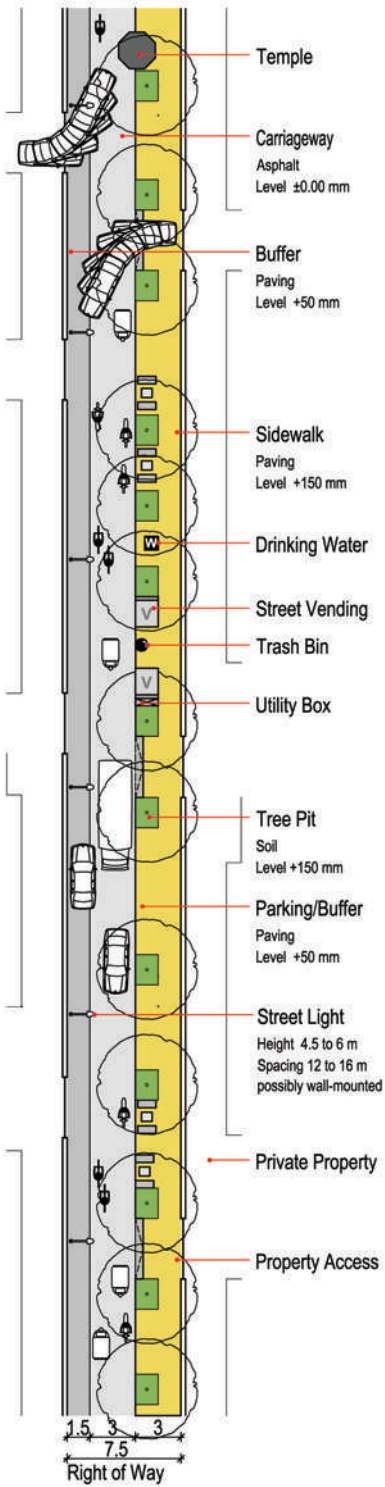 Temple
Carriageway
Asphalt
Level ±0.00 mm
Buffer
Paving
Level +50 mm
Sidewalk
Paving
Level +150 mm
W
Drinking Water
V
Street Vending
Trash Bin
V
Utility Box
Tree Pit
Soil
Level +150 mm
Parking/Buffer
Paving
Level +50 mm
Street Light
Height 4.5 to 6 m
Spacing 12 to 16 m
possibly wall-mounted
Private Property
Property Access
1.5 3 3
7.5
Right of Way